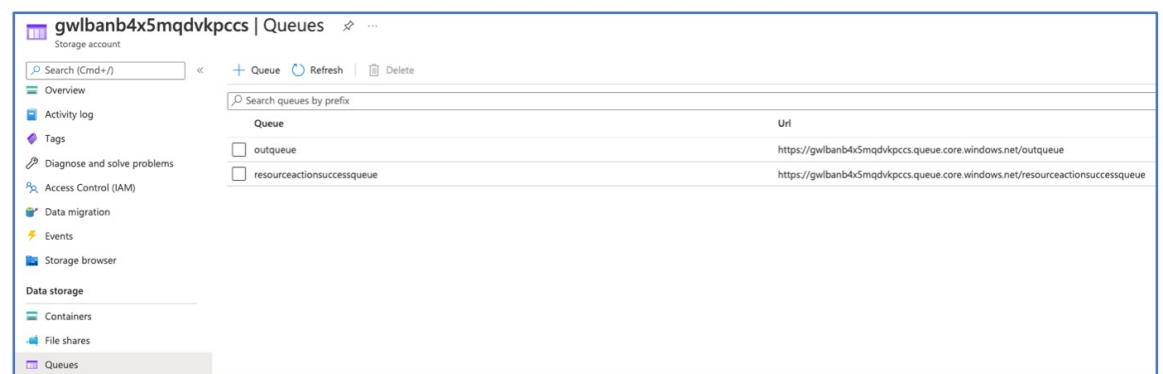 gwlbanb4x5mqdvkpccs | Queues
Storage account
Search (Cmd+/)
Overview
Activity log
Tags
Diagnose and solve problems
Access Control (IAM)
Data migration
Events
Storage browser
Data storage
Containers
File shares
Queues
Queue Refresh Delete
Search queues by prefix
Queue Url
outqueue https://gwlbanb4x5mqdvkpccs.queue.core.windows.net/outqueue
resourceactionsuccessqueue https://gwlbanb4x5mqdvkpccs.queue.core.windows.net/resourceactionsuccessqueue